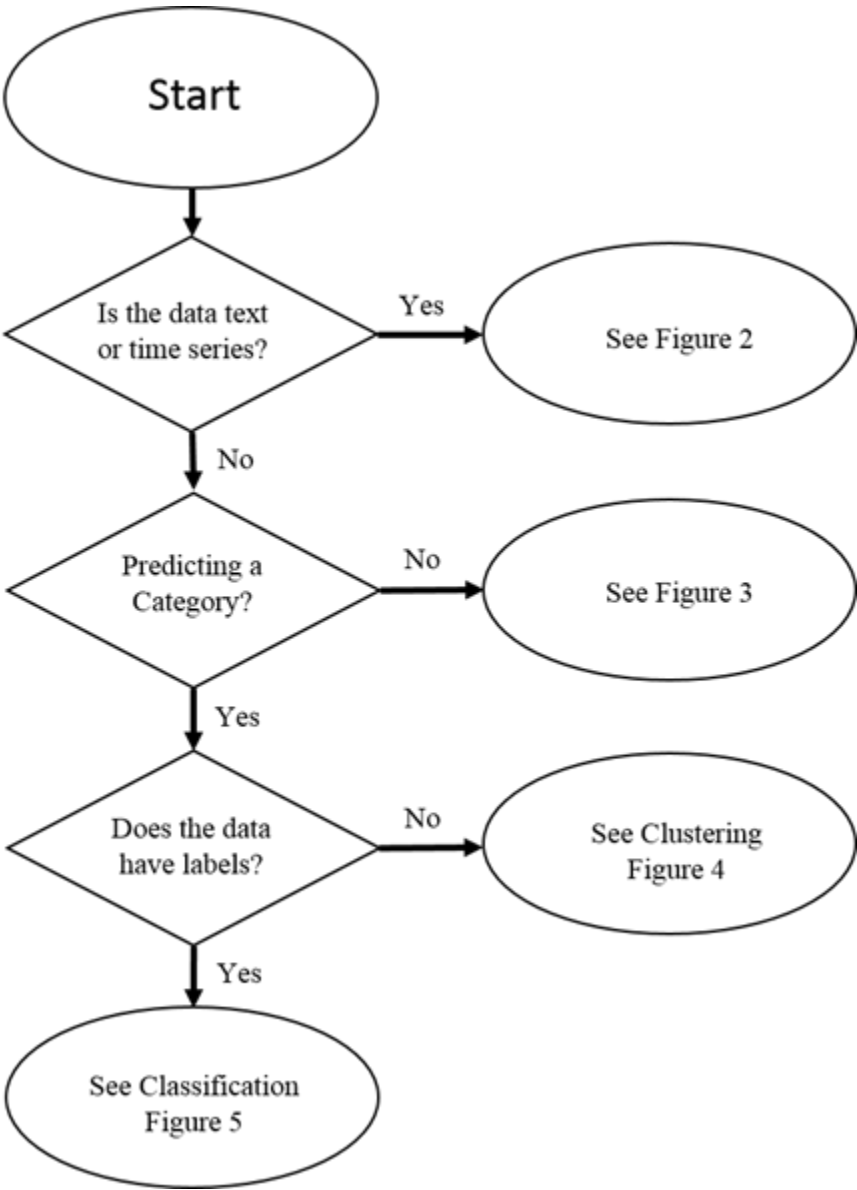 Start
Is the data text
or time series?
Yes
See Figure 2
No
Predicting a
Category?
No
See Figure 3
Yes
Does the data
have labels?
No
See Clustering
Figure 4
Yes
See Classification
Figure 5